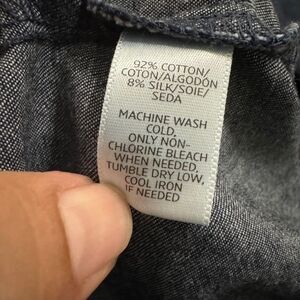 92% COTTON/
COTON/ALGODÓN
8% SILK/SOIE/
SEDA
MACHINE WASH
COLD.
ONLY NON-
CHLORINE BLEACH
WHEN NEEDED.
TUMBLE DRY LOW,
COOL IRON
IF NEEDED